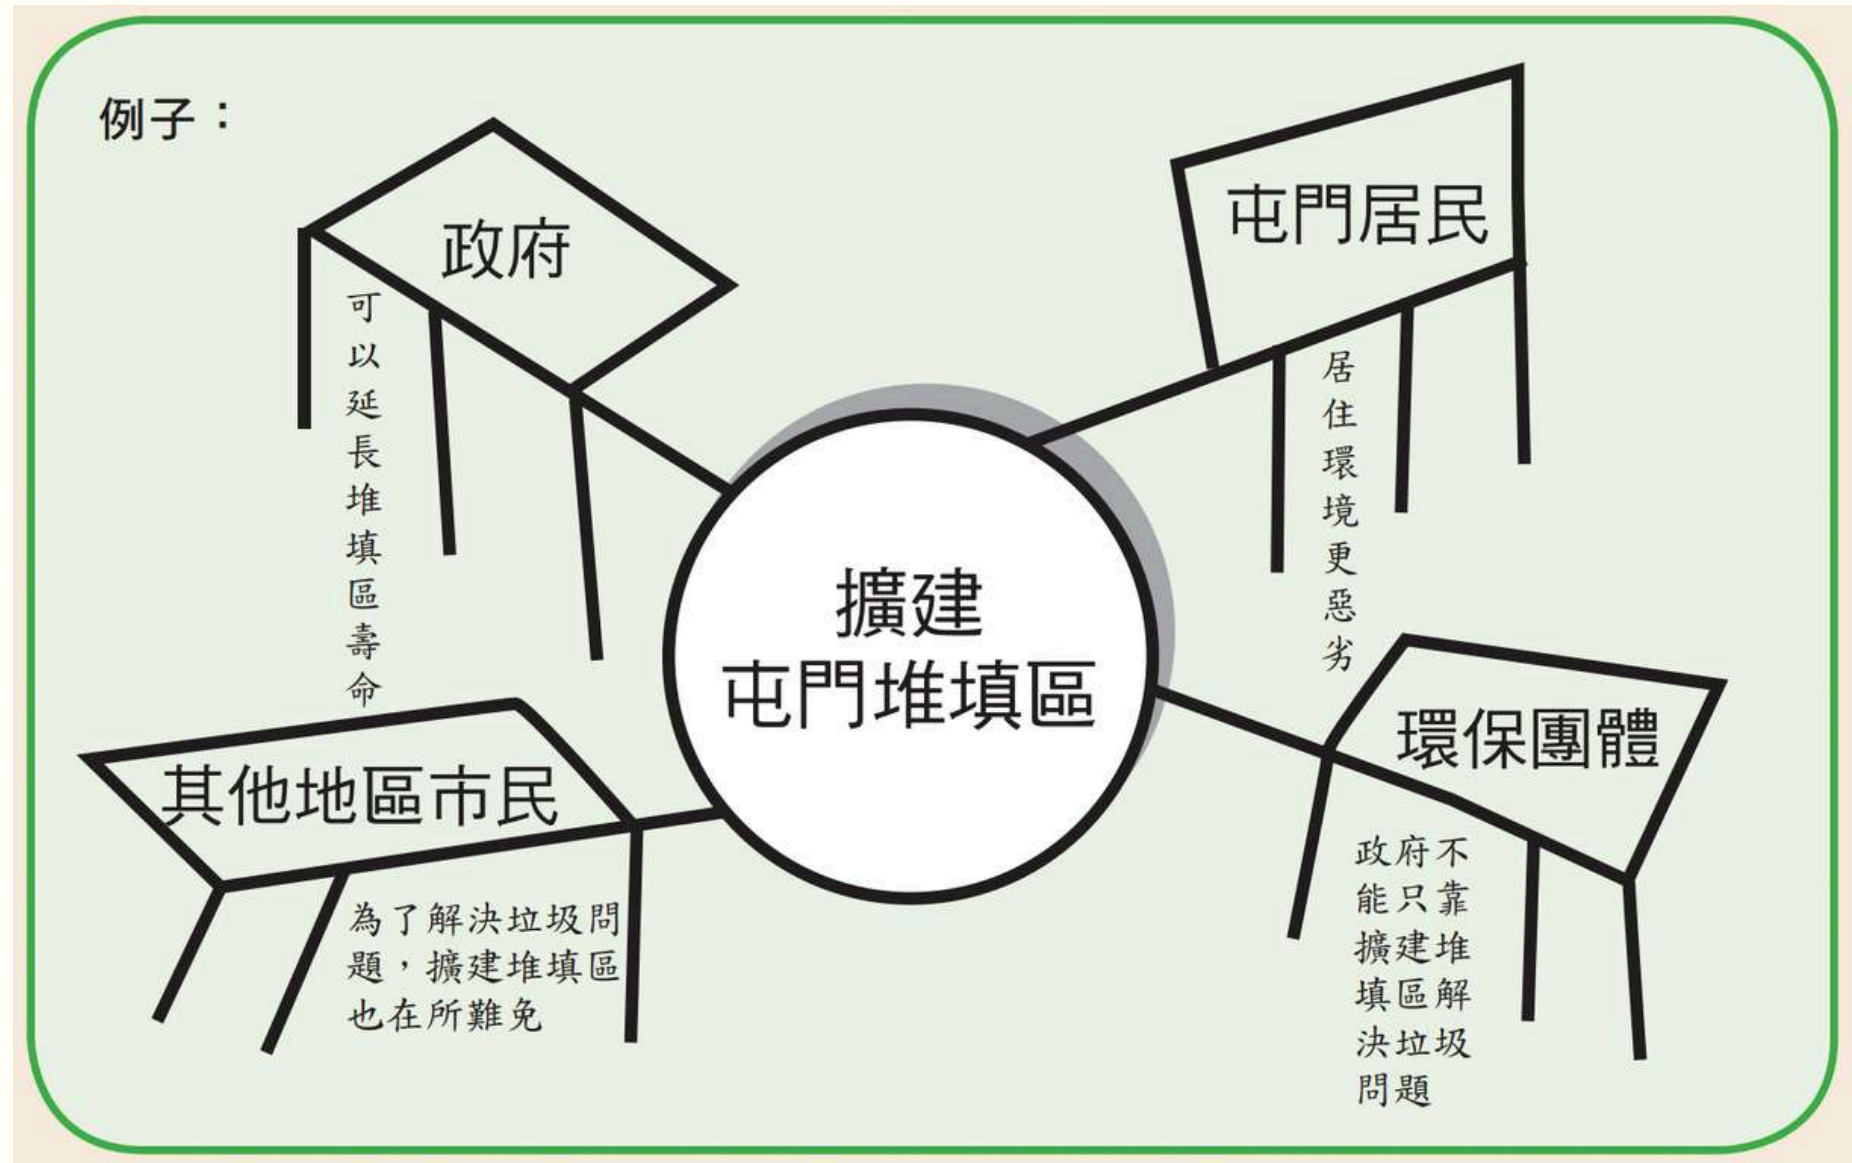 例子：
政府
可以延長堆填區壽命
屯門居民
居住環境更惡劣
擴建
屯門堆填區
其他地區市民
為了解決垃圾問
題，擴建堆填區
也在所難免
環保團體
政府不
能只靠
擴建堆
填區解
決垃圾
問題